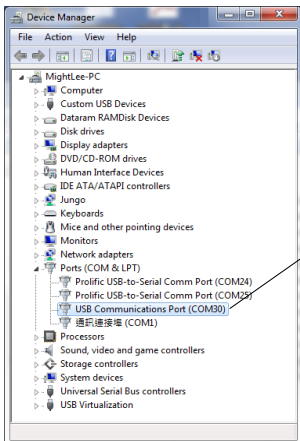 Device Manager
File Action View Help
MightLee-PC
Computer
Custom USB Devices
Dataram RAMDisk Devices
Disk drives
Display adapters
DVD/CD-ROM drives
Human Interface Devices
IDE ATA/ATAPI controllers
Jungo
Keyboards
Mice and other pointing devices
Monitors
Network adapters
Ports (COM & LPT)
Prolific USB-to-Serial Comm Port (COM24)
Prolific USB-to-Serial Comm Port (COM25)
USB Communications Port (COM30)
通訊連接埠 (COM1)
Processors
Sound, video and game controllers
Storage controllers
System devices
Universal Serial Bus controllers
USB Virtualization